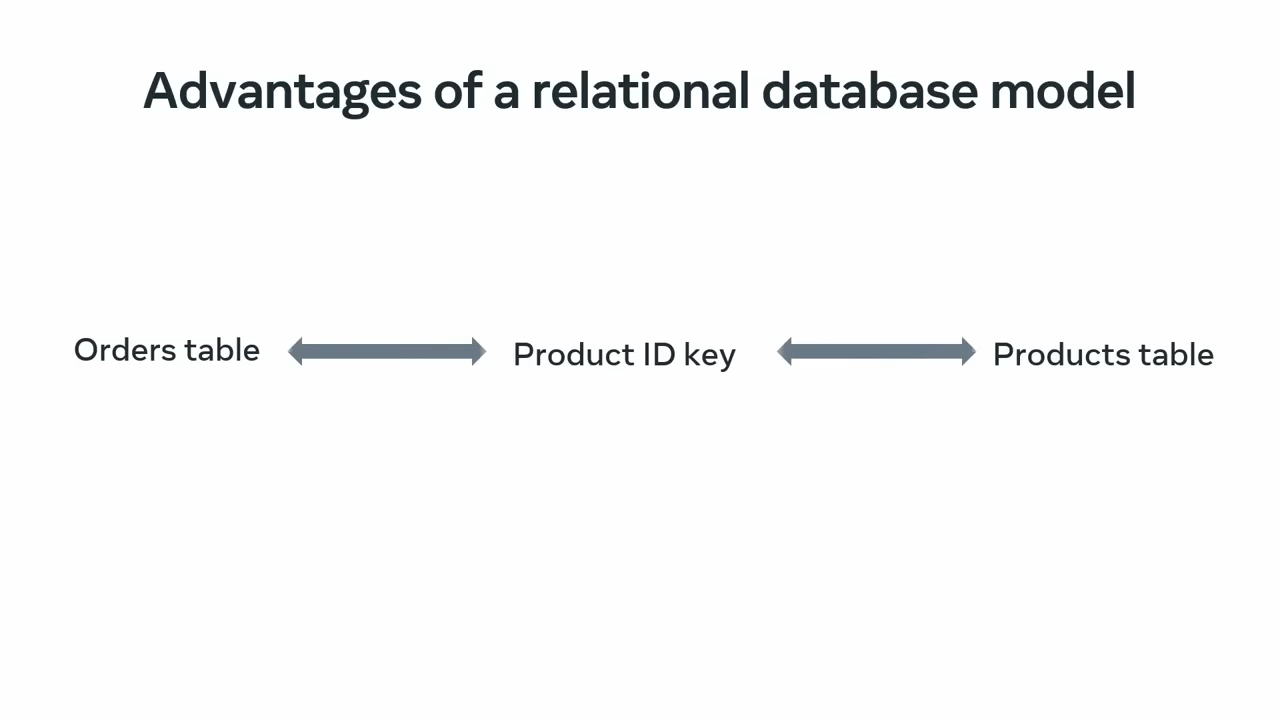 Advantages of a relational database model
Orders table
Product ID key
Products table